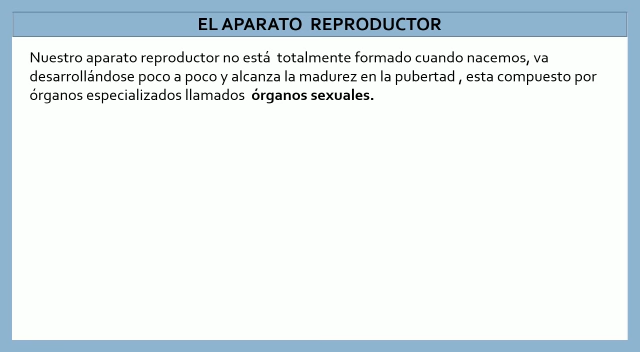 EL APARATO REPRODUCTOR
Nuestro aparato reproductor no está totalmente formado cuando nacemos, va
desarrollándose poco a poco y alcanza la madurez en la pubertad , esta compuesto por
órganos especializados llamados órganos sexuales.